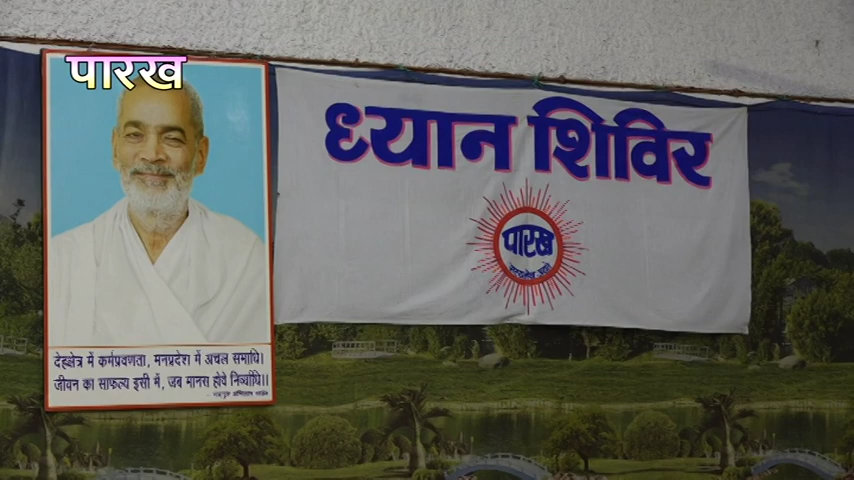 पारख
ध्यान शिविर
पारख
देहक्षेत्र में कर्मप्रवणता, मनप्रदेश में अचल समाधि।
जीवन का साफल्य इसी में, जब मानस होवे निर्व्याधि।।